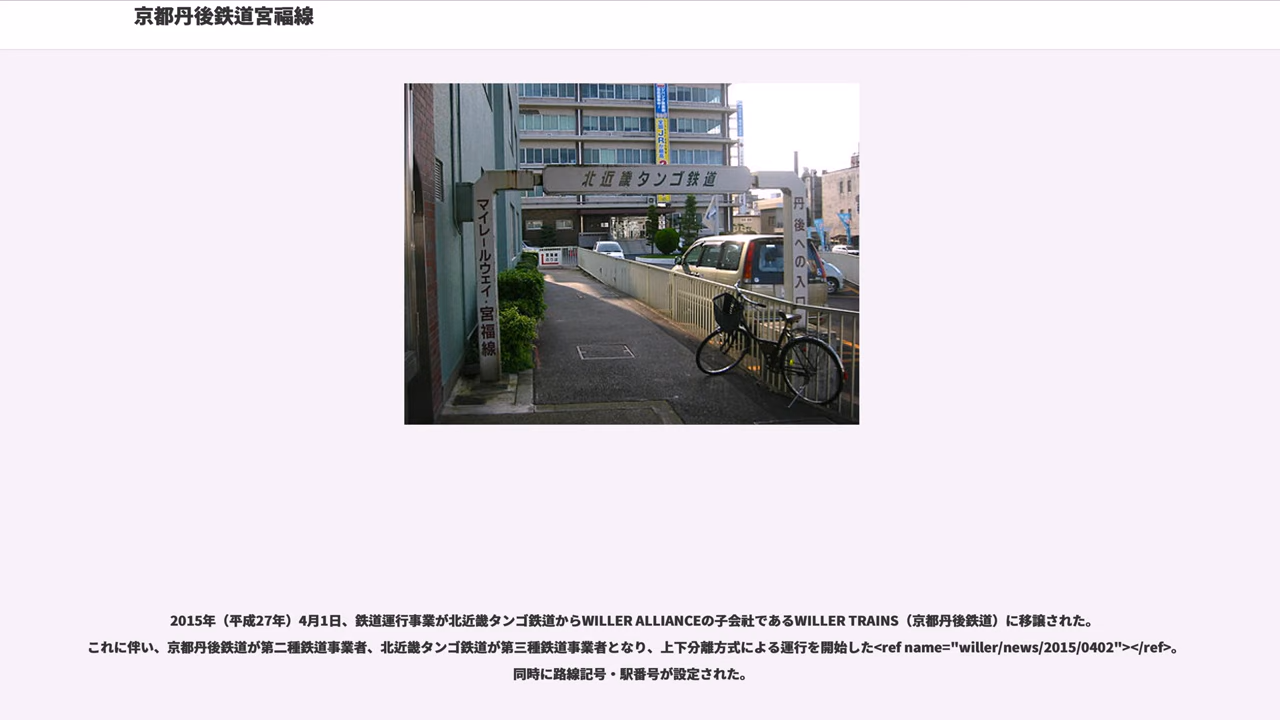 京都丹後鉄道宮福線
北近畿タンゴ鉄道
マイレールウェイ・宮福線
丹後への入口
2015年（平成27年）4月1日、鉄道運行事業が北近畿タンゴ鉄道からWILLER ALLIANCEの子会社であるWILLER TRAINS（京都丹後鉄道）に移譲された。
これに伴い、京都丹後鉄道が第二種鉄道事業者、北近畿タンゴ鉄道が第三種鉄道事業者となり、上下分離方式による運行を開始した<ref name="willer/news/2015/0402"></ref>。
同時に路線記号・駅番号が設定された。